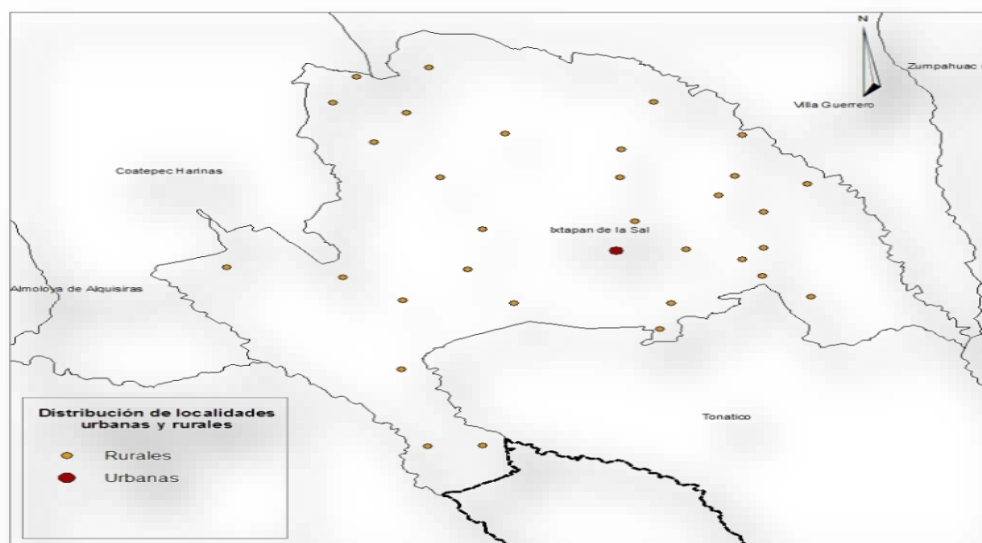 N
Zumpahuac
Villa Guerrero
Coatepec Harinas
Ixtapan de la Sal
Almoloya de Alquisiras
Tonatico
Distribución de localidades
urbanas y rurales
Rurales
Urbanas